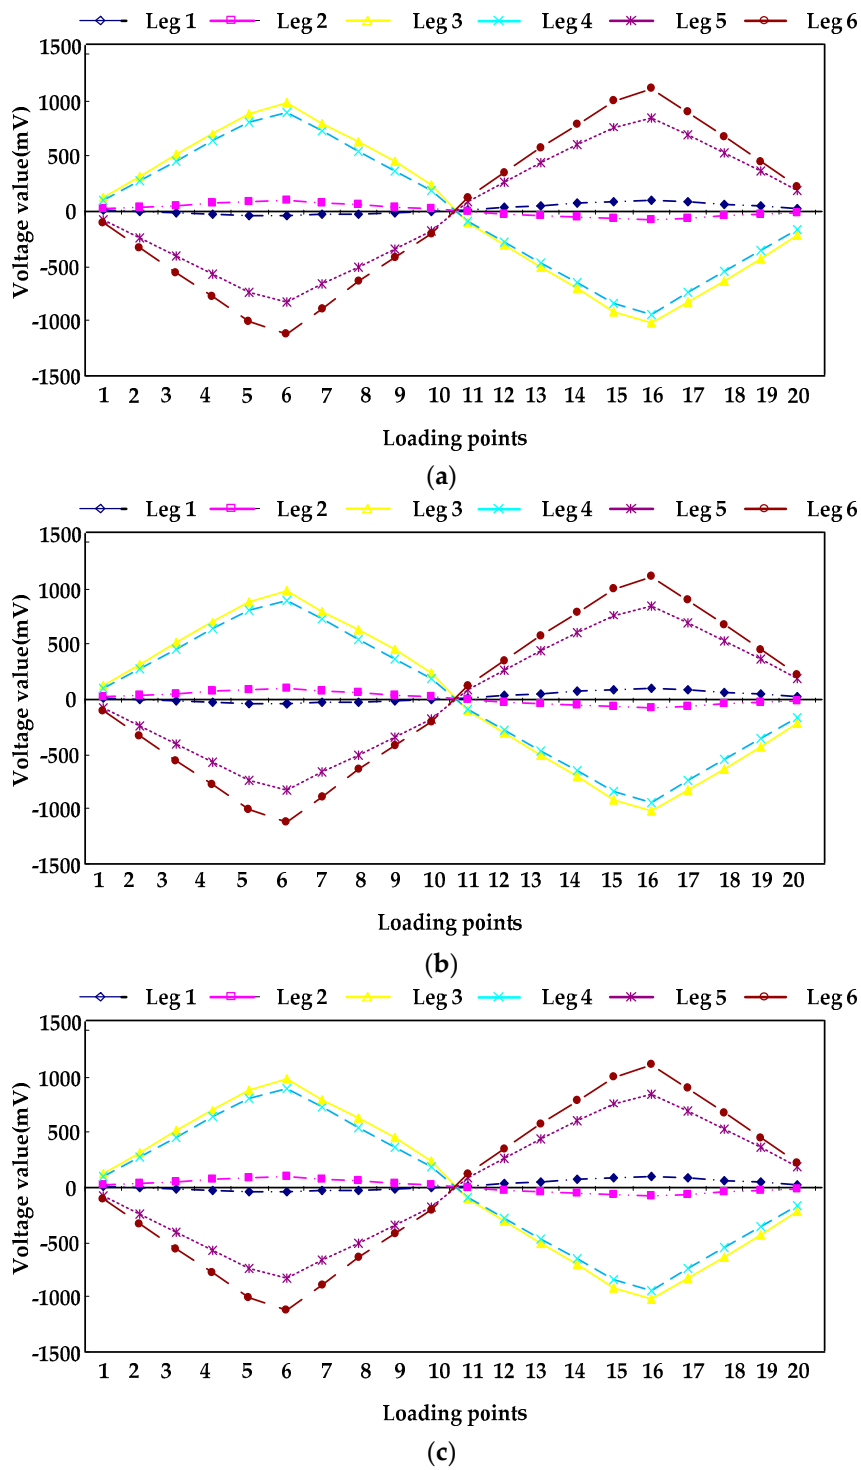 Leg 1 Leg 2 Leg 3 Leg 4 Leg 5 Leg 6
1500
1000
500
0
-500
-1000
-1500
Voltage value(mV)
1 2 3 4 5 6 7 8 9 10 11 12 13 14 15 16 17 18 19 20
Loading points
(a)
Leg 1 Leg 2 Leg 3 Leg 4 Leg 5 Leg 6
1500
1000
500
0
-500
-1000
-1500
Voltage value(mV)
1 2 3 4 5 6 7 8 9 10 11 12 13 14 15 16 17 18 19 20
Loading points
(b)
Leg 1 Leg 2 Leg 3 Leg 4 Leg 5 Leg 6
1500
1000
500
0
-500
-1000
-1500
Voltage value(mV)
1 2 3 4 5 6 7 8 9 10 11 12 13 14 15 16 17 18 19 20
Loading points
(c)